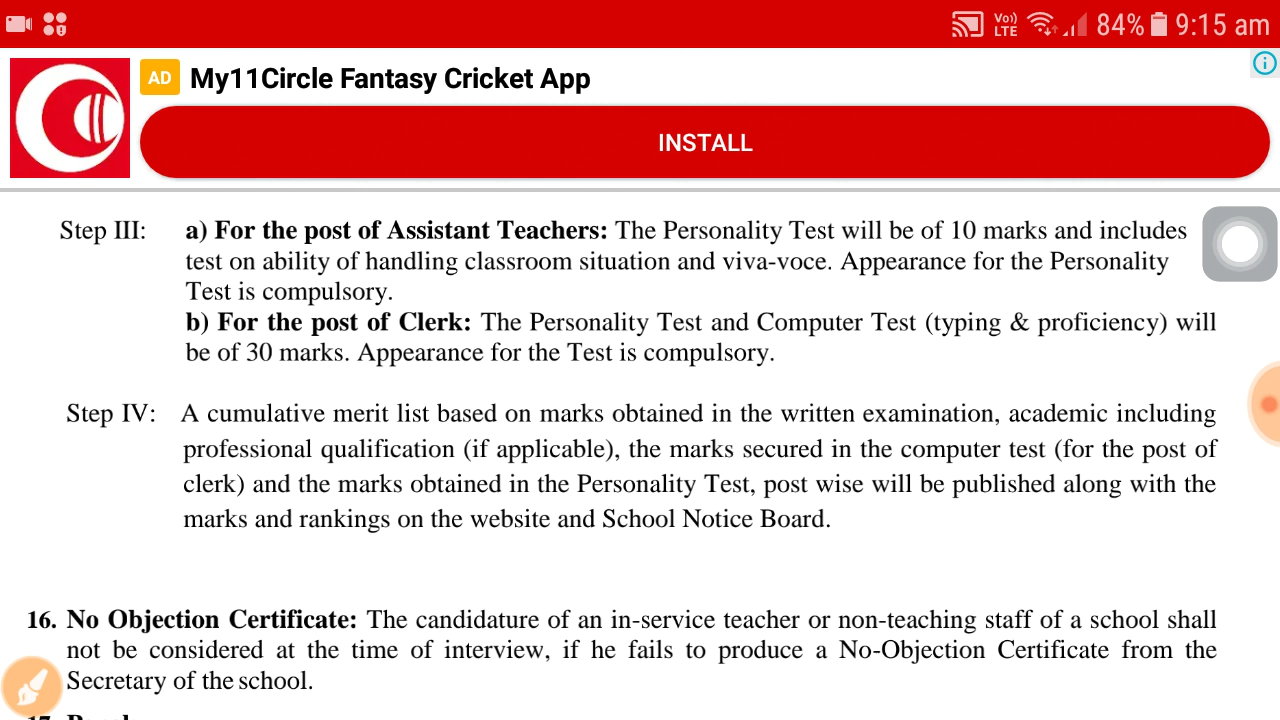 Vo)) LTE 84% 9:15 am
AD My11Circle Fantasy Cricket App
INSTALL
Step III: a) For the post of Assistant Teachers: The Personality Test will be of 10 marks and includes
test on ability of handling classroom situation and viva-voce. Appearance for the Personality
Test is compulsory.
b) For the post of Clerk: The Personality Test and Computer Test (typing & proficiency) will
be of 30 marks. Appearance for the Test is compulsory.
Step IV: A cumulative merit list based on marks obtained in the written examination, academic including
professional qualification (if applicable), the marks secured in the computer test (for the post of
clerk) and the marks obtained in the Personality Test, post wise will be published along with the
marks and rankings on the website and School Notice Board.
16. No Objection Certificate: The candidature of an in-service teacher or non-teaching staff of a school shall
not be considered at the time of interview, if he fails to produce a No-Objection Certificate from the
Secretary of the school.